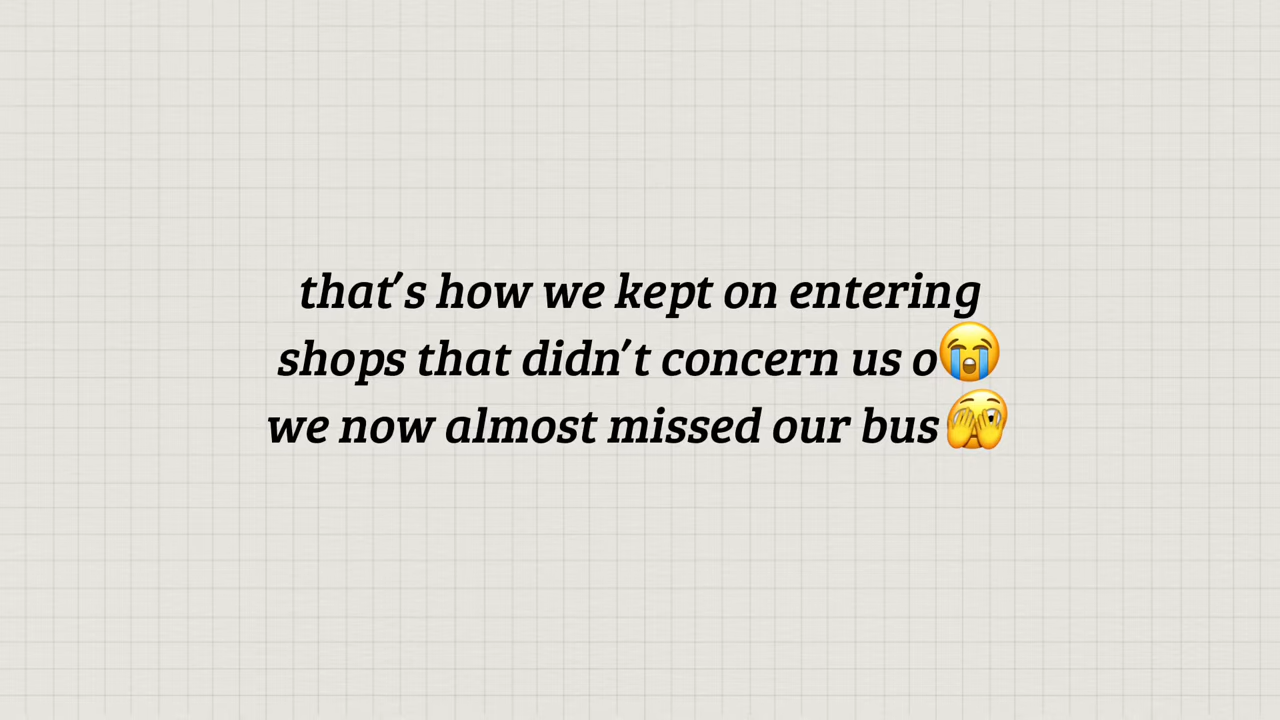 that's how we kept on entering
shops that didn't concern us o😭
we now almost missed our bus 🫣